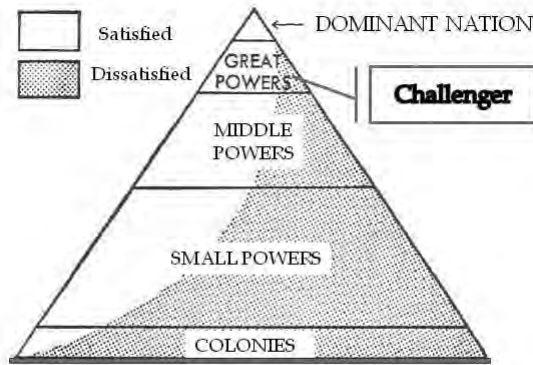 Satisfied
Dissatisfied
DOMINANT NATION
GREAT
POWERS
Challenger
MIDDLE
POWERS
SMALL POWERS
COLONIES